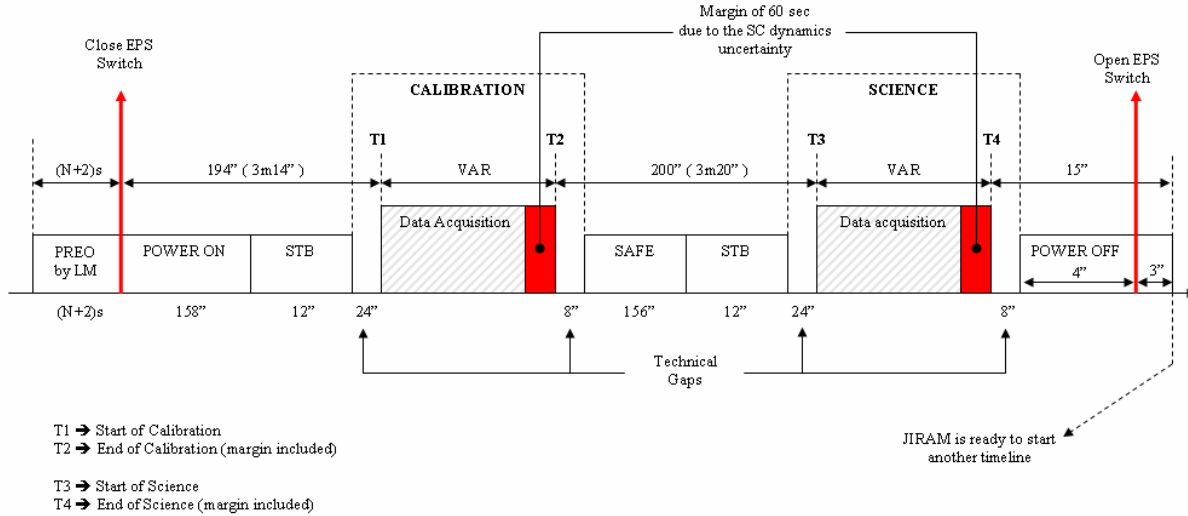 Margin of 60 sec
due to the SC dynamics
uncertainty
Close EPS
Switch
Open EPS
Switch
CALIBRATION
SCIENCE
T1
T2
T3
T4
(N+2)s
194” ( 3m14” )
VAR
200” ( 3m20” )
VAR
15”
Data Acquisition
Data acquisition
PREO
by LM
POWER ON
STB
SAFE
STB
POWER OFF
4”
3”
(N+2)s
158”
12”
24”
8”
156”
12”
24”
8”
Technical
Gaps
T1 ➔ Start of Calibration
T2 ➔ End of Calibration (margin included)
JIRAM is ready to start
another timeline
T3 ➔ Start of Science
T4 ➔ End of Science (margin included)